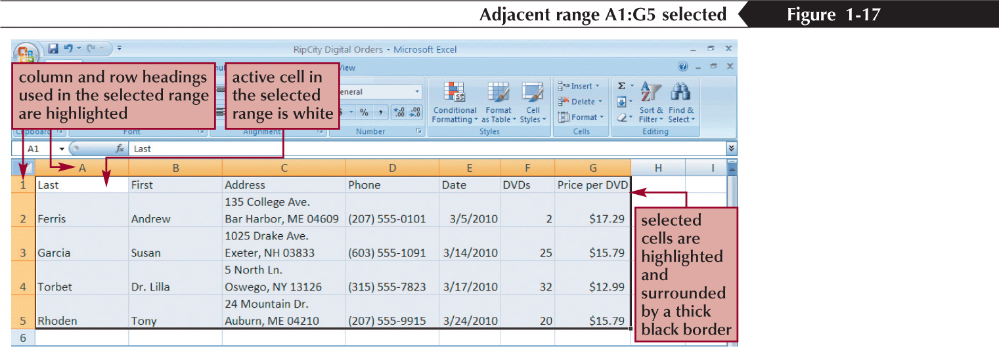 Adjacent range A1:G5 selected Figure 1-17
RipCity Digital Orders - Microsoft Excel
View
column and row headings
used in the selected range
are highlighted
active cell in
the selected
range is white
$ % , .0 .00 .00 .0
Conditional Formatting
Format as Table
Cell Styles
Insert
Delete
Format
Σ
Sort & Filter
Find & Select
Clipboard Font Alignment Number Styles Cells Editing
A1 fx Last
A B C D E F G H I
1 Last First Address Phone Date DVDs Price per DVD
135 College Ave.
2 Ferris Andrew Bar Harbor, ME 04609 (207) 555-0101 3/5/2010 2 $17.29
1025 Drake Ave.
3 Garcia Susan Exeter, NH 03833 (603) 555-1091 3/14/2010 25 $15.79
5 North Ln.
4 Torbet Dr. Lilla Oswego, NY 13126 (315) 555-7823 3/17/2010 32 $12.99
24 Mountain Dr.
5 Rhoden Tony Auburn, ME 04210 (207) 555-9915 3/24/2010 20 $15.79
6
selected
cells are
highlighted
and
surrounded
by a thick
black border